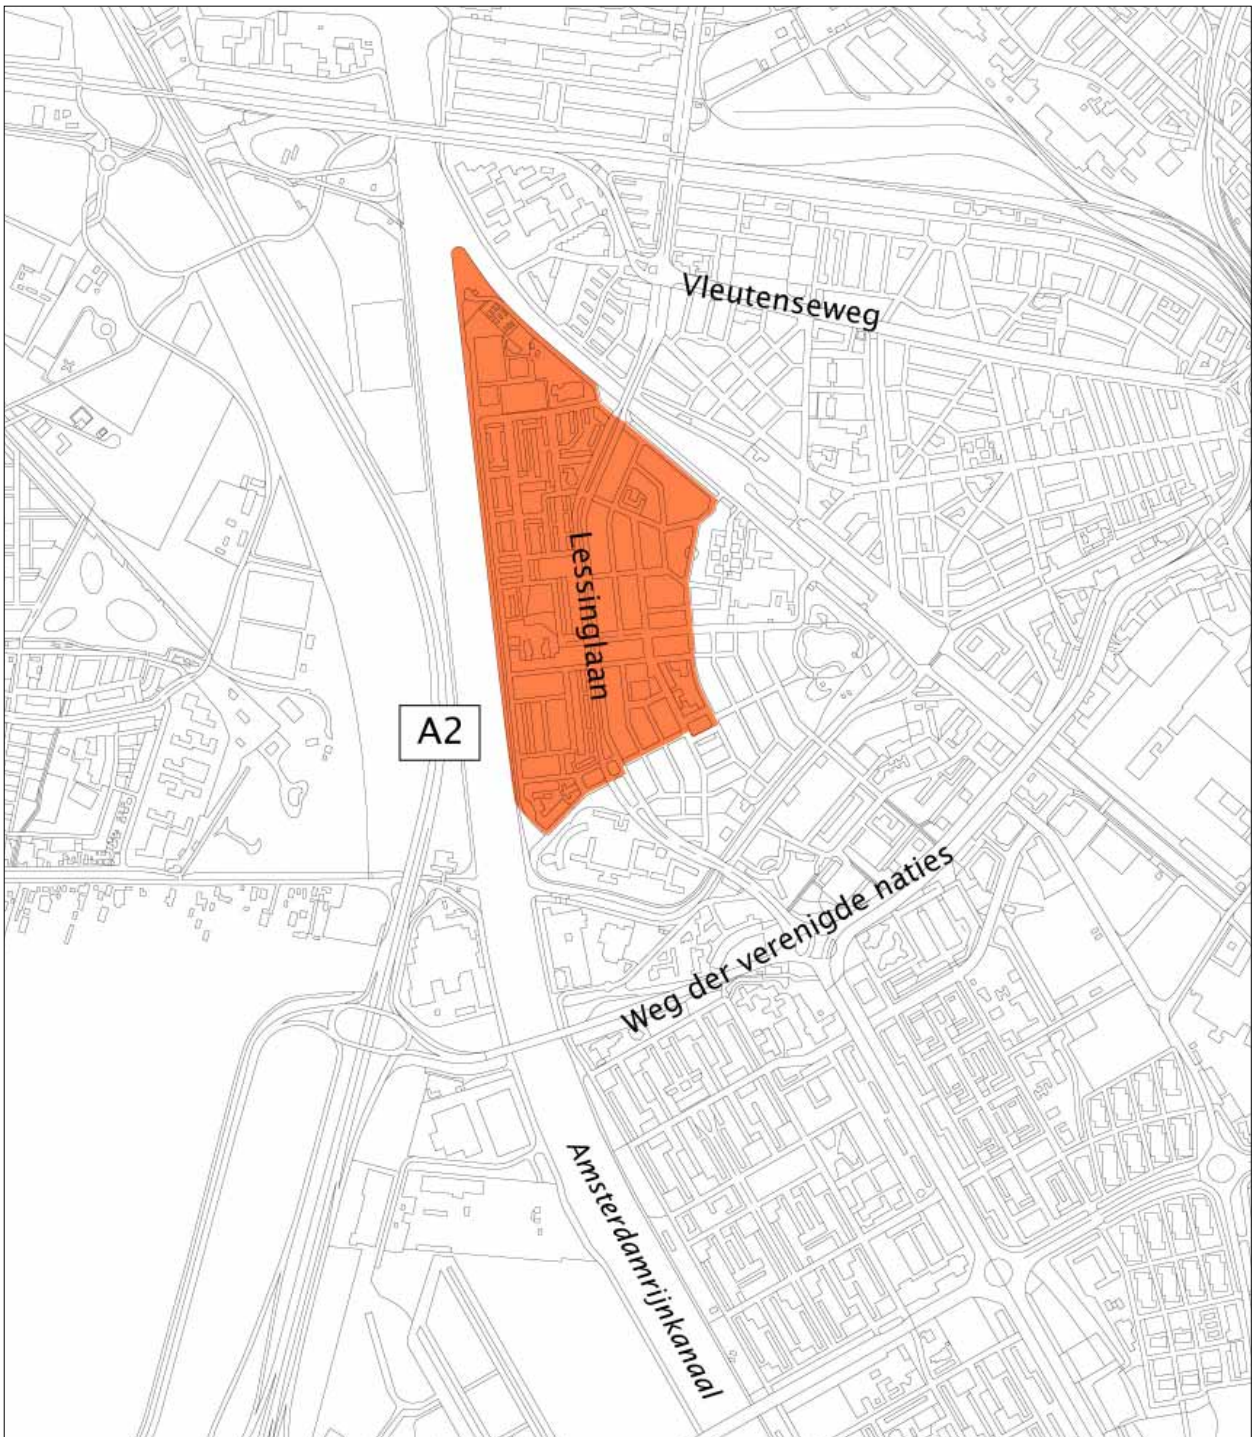 Vleutenseweg
Lessinglaan
A2
Weg der verenigde naties
Amsterdamrijnkanaal